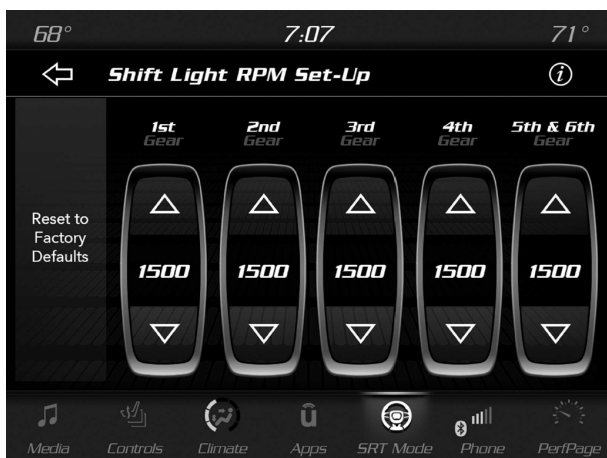 68° 7:07 71°
Shift Light RPM Set-Up i
1st 2nd 3rd 4th 5th & 6th
Gear Gear Gear Gear Gear
Reset to
Factory
Defaults
1500 1500 1500 1500 1500
û
Media Controls Climate Apps SRT Mode Phone PerfPage